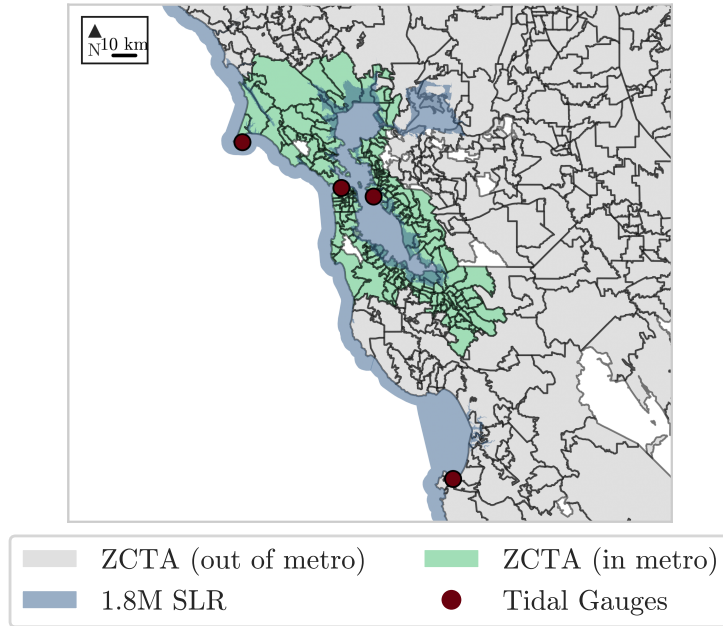 N
10 km
ZCTA (out of metro)
ZCTA (in metro)
1.8M SLR
Tidal Gauges